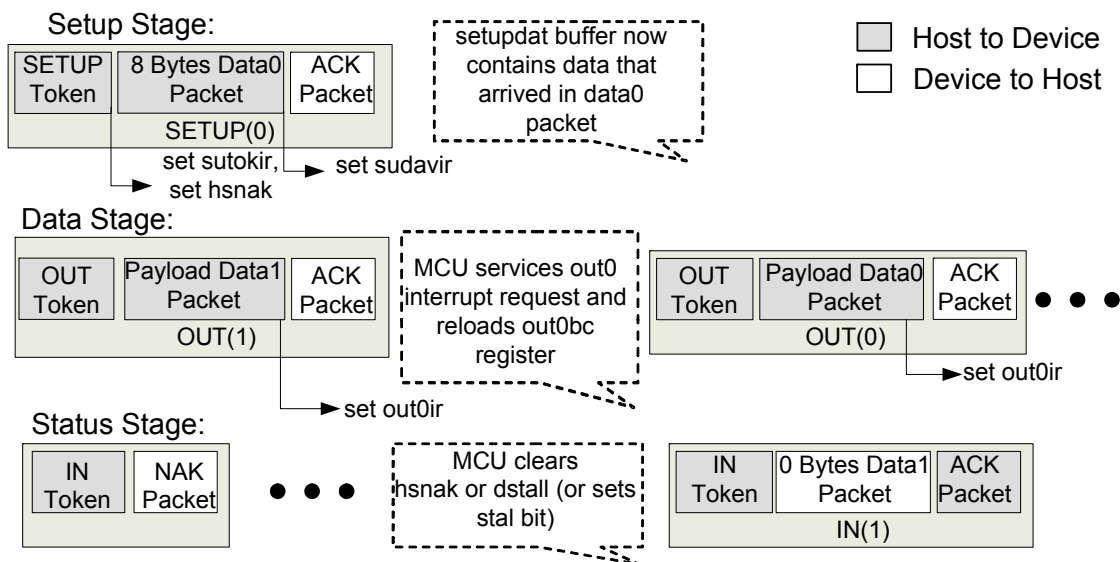 Setup Stage:
SETUP
Token
8 Bytes Data0
Packet
ACK
Packet
SETUP(0)
set sutokir,
set hsnak
set sudavir
setupdat buffer now
contains data that
arrived in data0
packet
Host to Device
Device to Host
Data Stage:
OUT
Token
Payload Data1
Packet
ACK
Packet
OUT(1)
set out0ir
MCU services out0
interrupt request and
reloads out0bc
register
OUT
Token
Payload Data0
Packet
ACK
Packet
OUT(0)
set out0ir
Status Stage:
IN
Token
NAK
Packet
MCU clears
hsnak or dstall (or sets
stal bit)
IN
Token
0 Bytes Data1
Packet
ACK
Packet
IN(1)